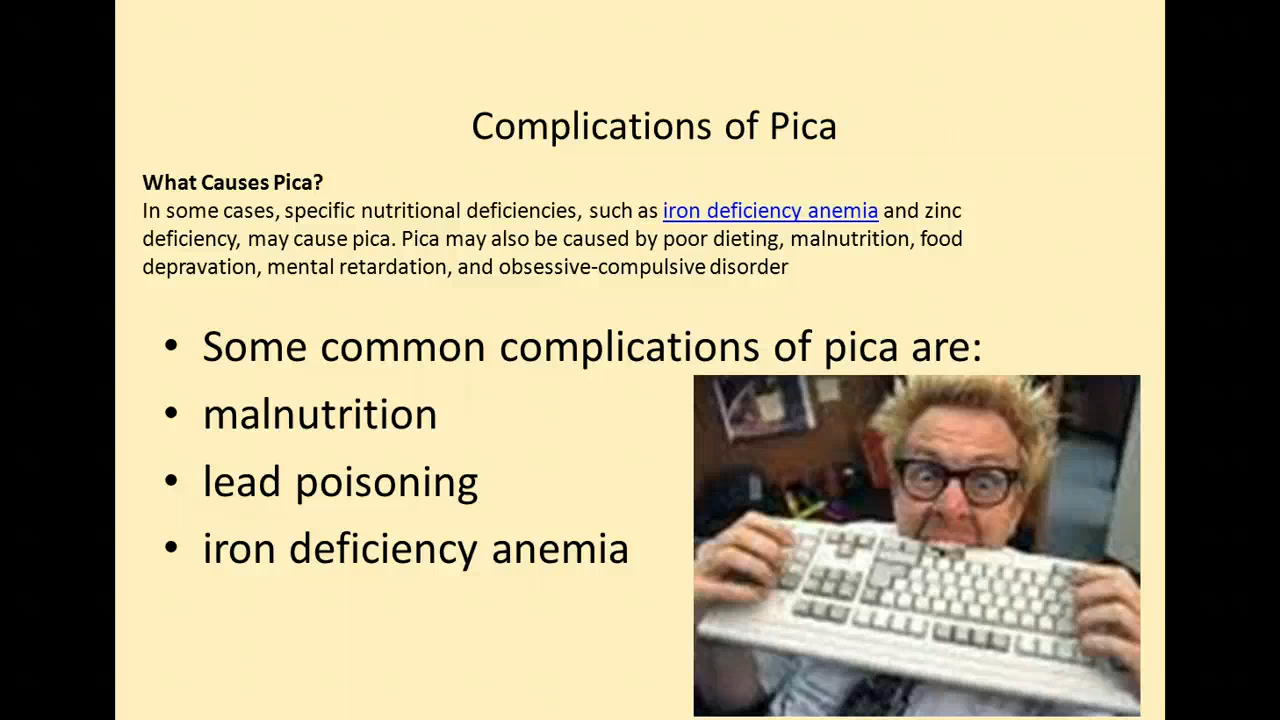 Complications of Pica
What Causes Pica?
In some cases, specific nutritional deficiencies, such as iron deficiency anemia and zinc
deficiency, may cause pica. Pica may also be caused by poor dieting, malnutrition, food
depravation, mental retardation, and obsessive-compulsive disorder
• Some common complications of pica are:
• malnutrition
• lead poisoning
• iron deficiency anemia